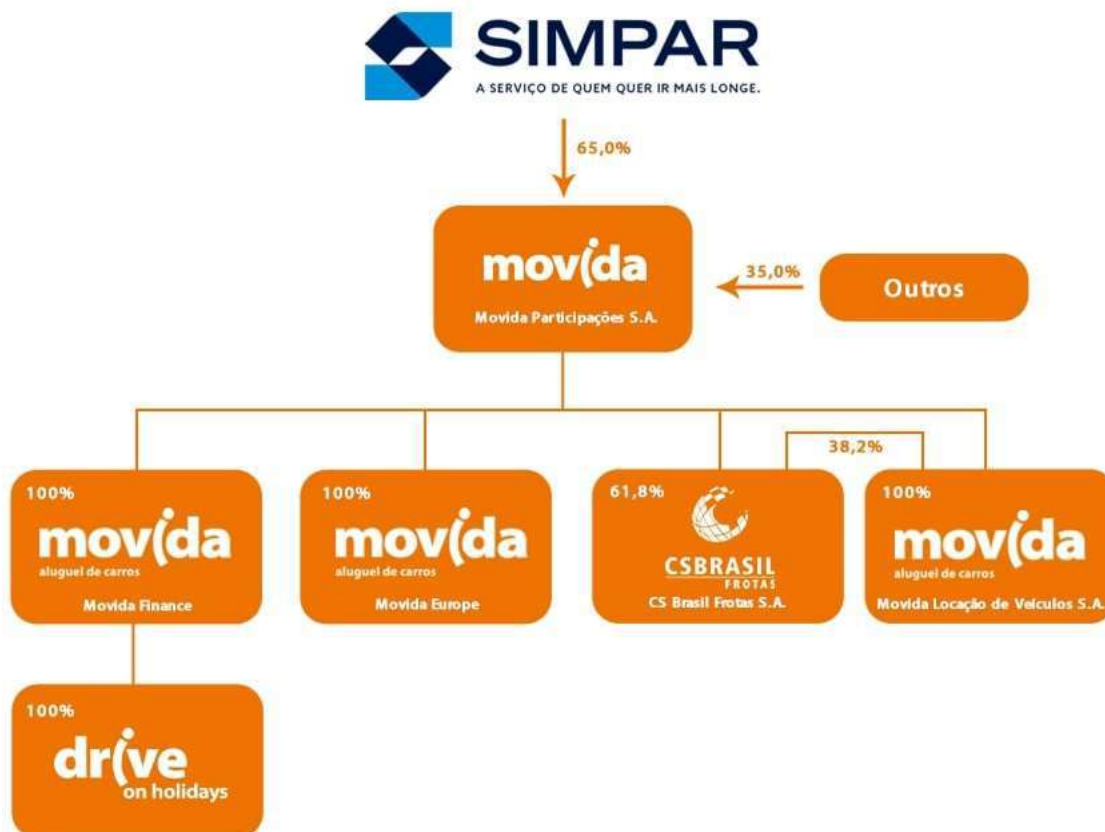 SIMPAR
A SERVIÇO DE QUEM QUER IR MAIS LONGE.
65,0%
movida
Movida Participações S.A.
35,0%
Outros
38,2%
100%
movida
aluguel de carros
Movida Finance
100%
movida
aluguel de carros
Movida Europe
61,8%
CSBRASIL
FROTAS
CS Brasil Frotas S.A.
100%
movida
aluguel de carros
Movida Locação de Veículos S.A.
100%
drive
on holidays